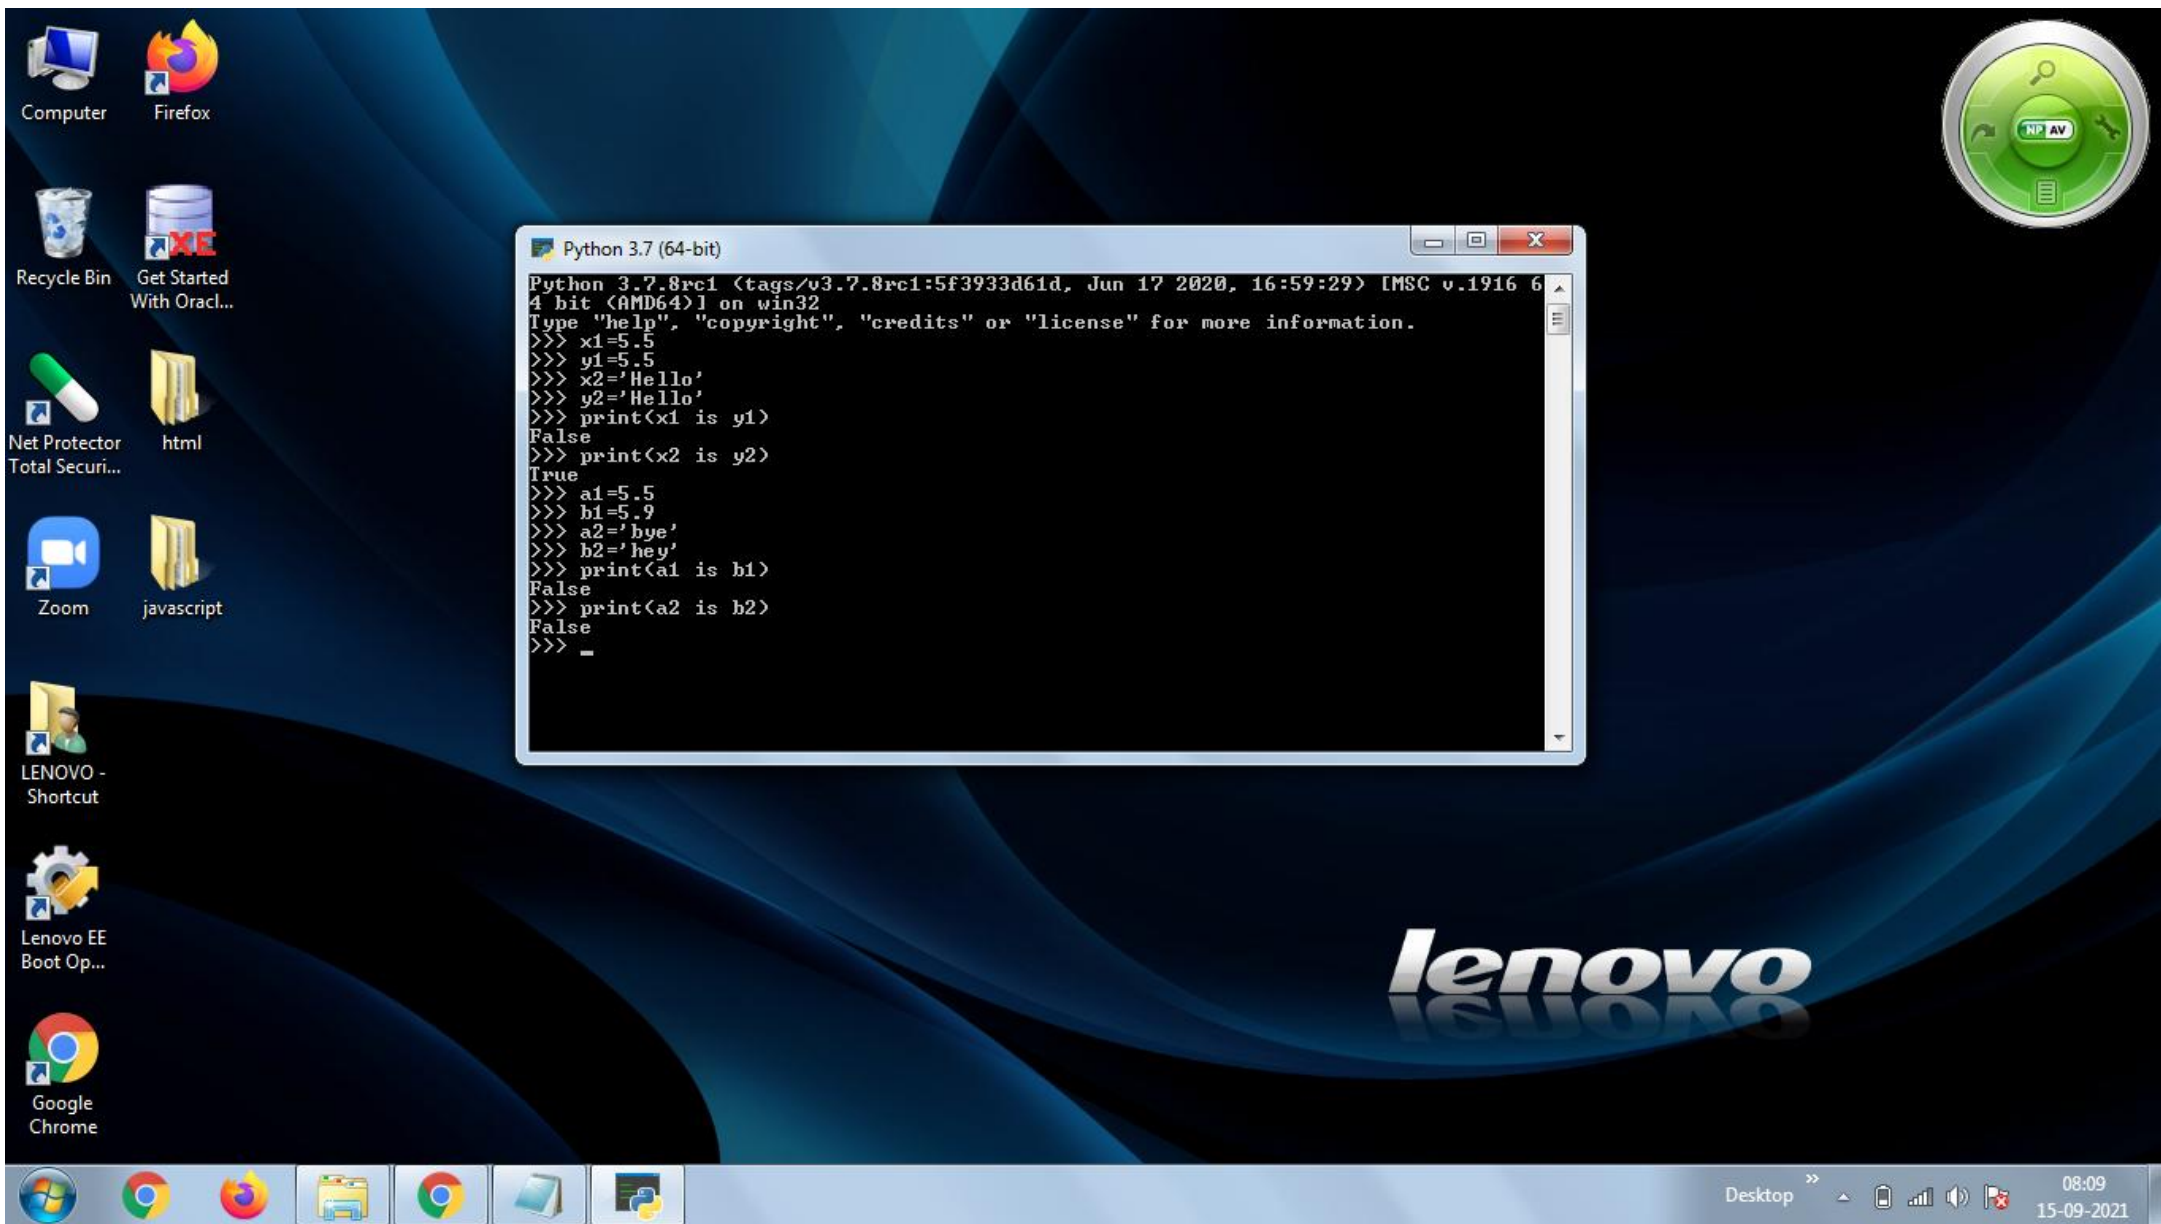 Computer
Firefox
NP AV
XE
Recycle Bin
Get Started
With Oracl...
Net Protector
Total Securi...
html
Zoom
javascript
LENOVO -
Shortcut
Lenovo EE
Boot Op...
Google
Chrome
Python 3.7 (64-bit)
Python 3.7.8rc1 (tags/v3.7.8rc1:5f3933d61d, Jun 17 2020, 16:59:29) [MSC v.1916 6
4 bit (AMD64)] on win32
Type "help", "copyright", "credits" or "license" for more information.
>>> x1=5.5
>>> y1=5.5
>>> x2='Hello'
>>> y2='Hello'
>>> print(x1 is y1)
False
>>> print(x2 is y2)
True
>>> a1=5.5
>>> b1=5.9
>>> a2='bye'
>>> b2='hey'
>>> print(a1 is b1)
False
>>> print(a2 is b2)
False
>>> _
lenovo
Desktop
08:09
15-09-2021